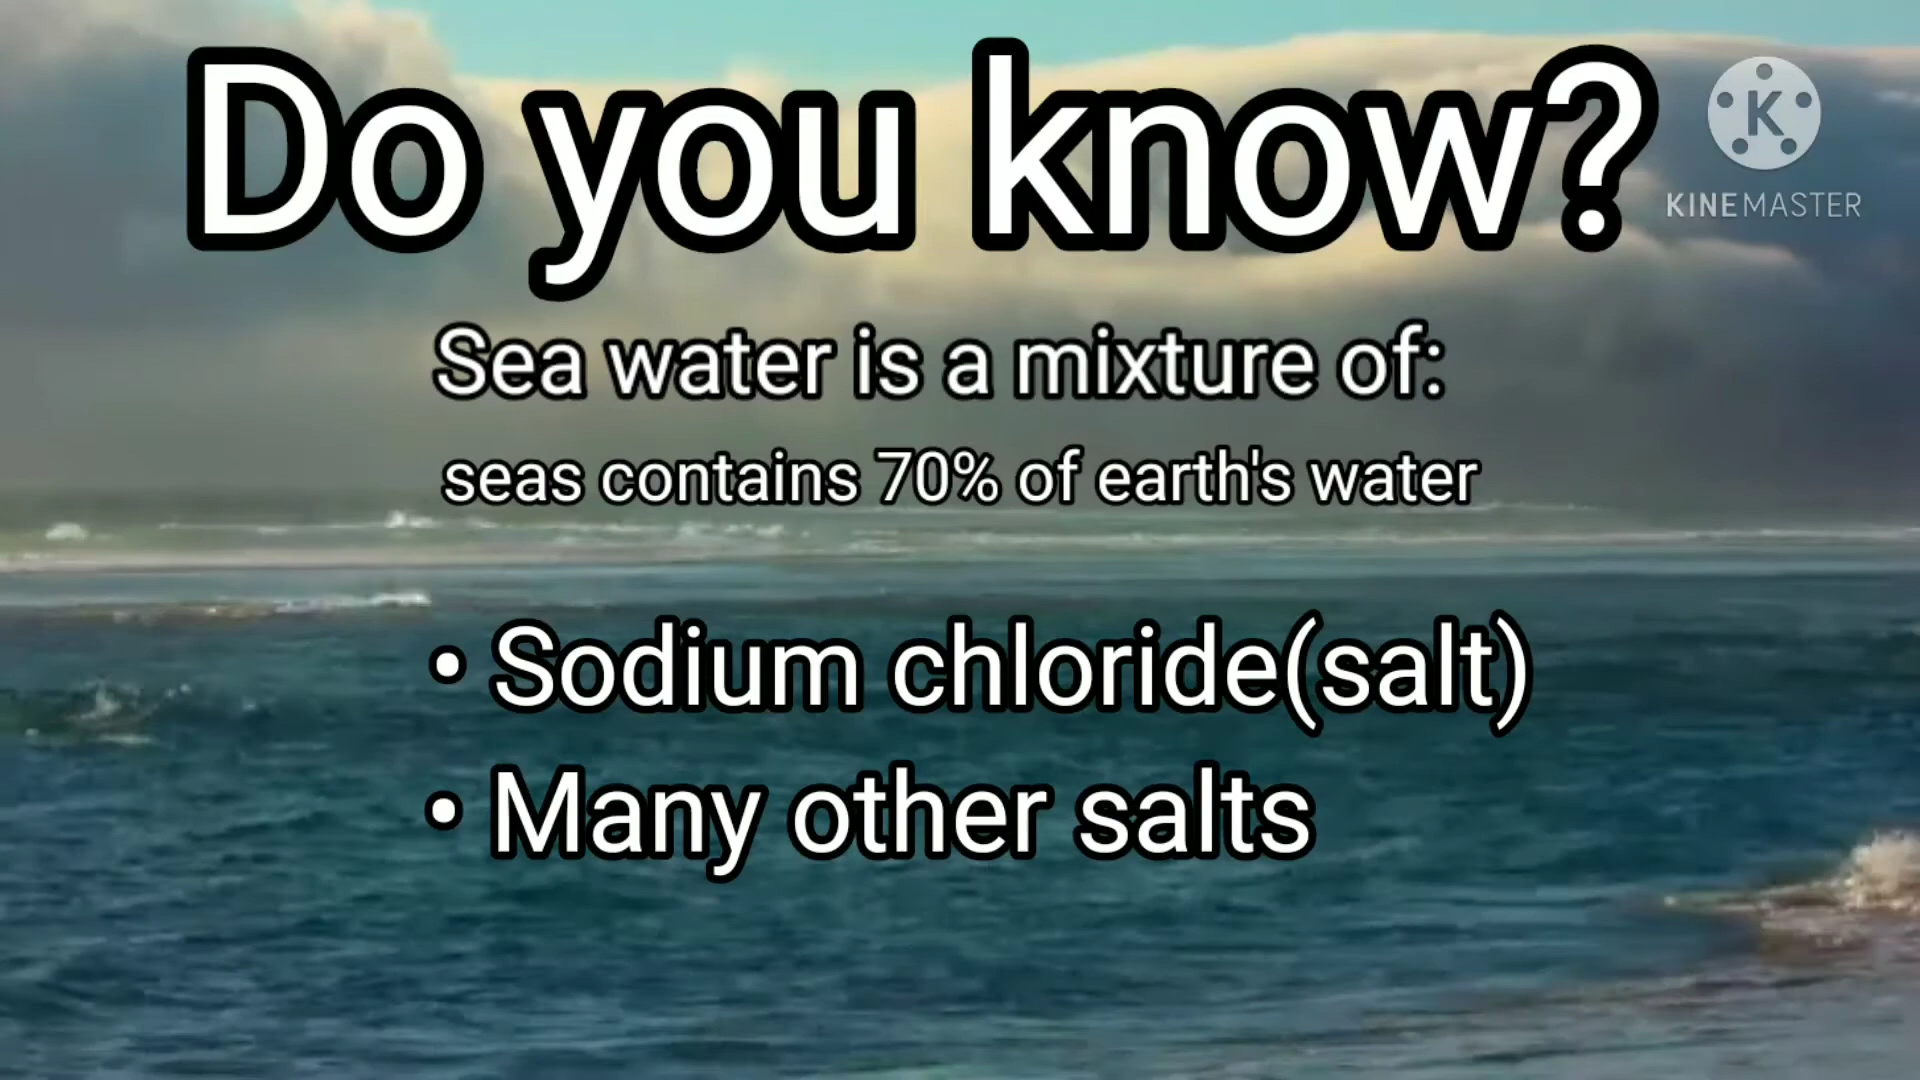 Do you know?
K
KINEMASTER
Sea water is a mixture of:
seas contains 70% of earth's water
• Sodium chloride(salt)
• Many other salts